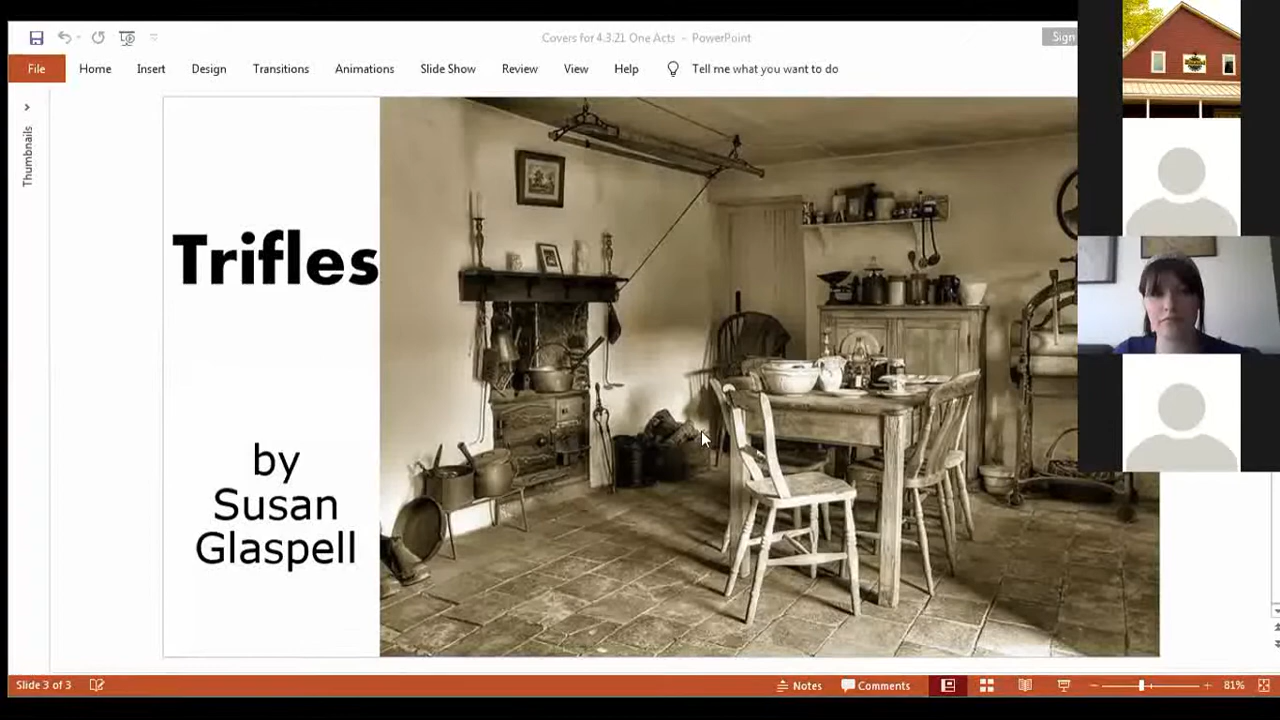 Covers for 4.3.21 One Acts - PowerPoint
Sign
File Home Insert Design Transitions Animations Slide Show Review View Help Tell me what you want to do
Thumbnails
Trifles
by
Susan
Glaspell
Slide 3 of 3
Notes
Comments
81%